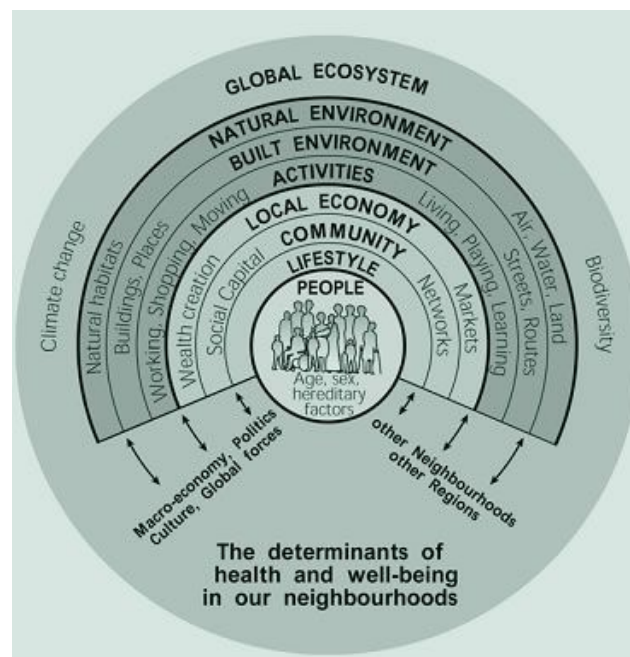 GLOBAL ECOSYSTEM
NATURAL ENVIRONMENT
BUILT ENVIRONMENT
ACTIVITIES
LOCAL ECONOMY
COMMUNITY
LIFESTYLE
PEOPLE
Age, sex,
hereditary
factors
Climate change
Natural habitats
Buildings, Places
Working, Shopping, Moving
Wealth creation
Social Capital
Networks
Markets
Living, Playing, Learning
Streets, Routes
Air, Water, Land
Biodiversity
Macro-economy, Politics
Culture, Global forces
other Neighbourhoods
other Regions
The determinants of
health and well-being
in our neighbourhoods